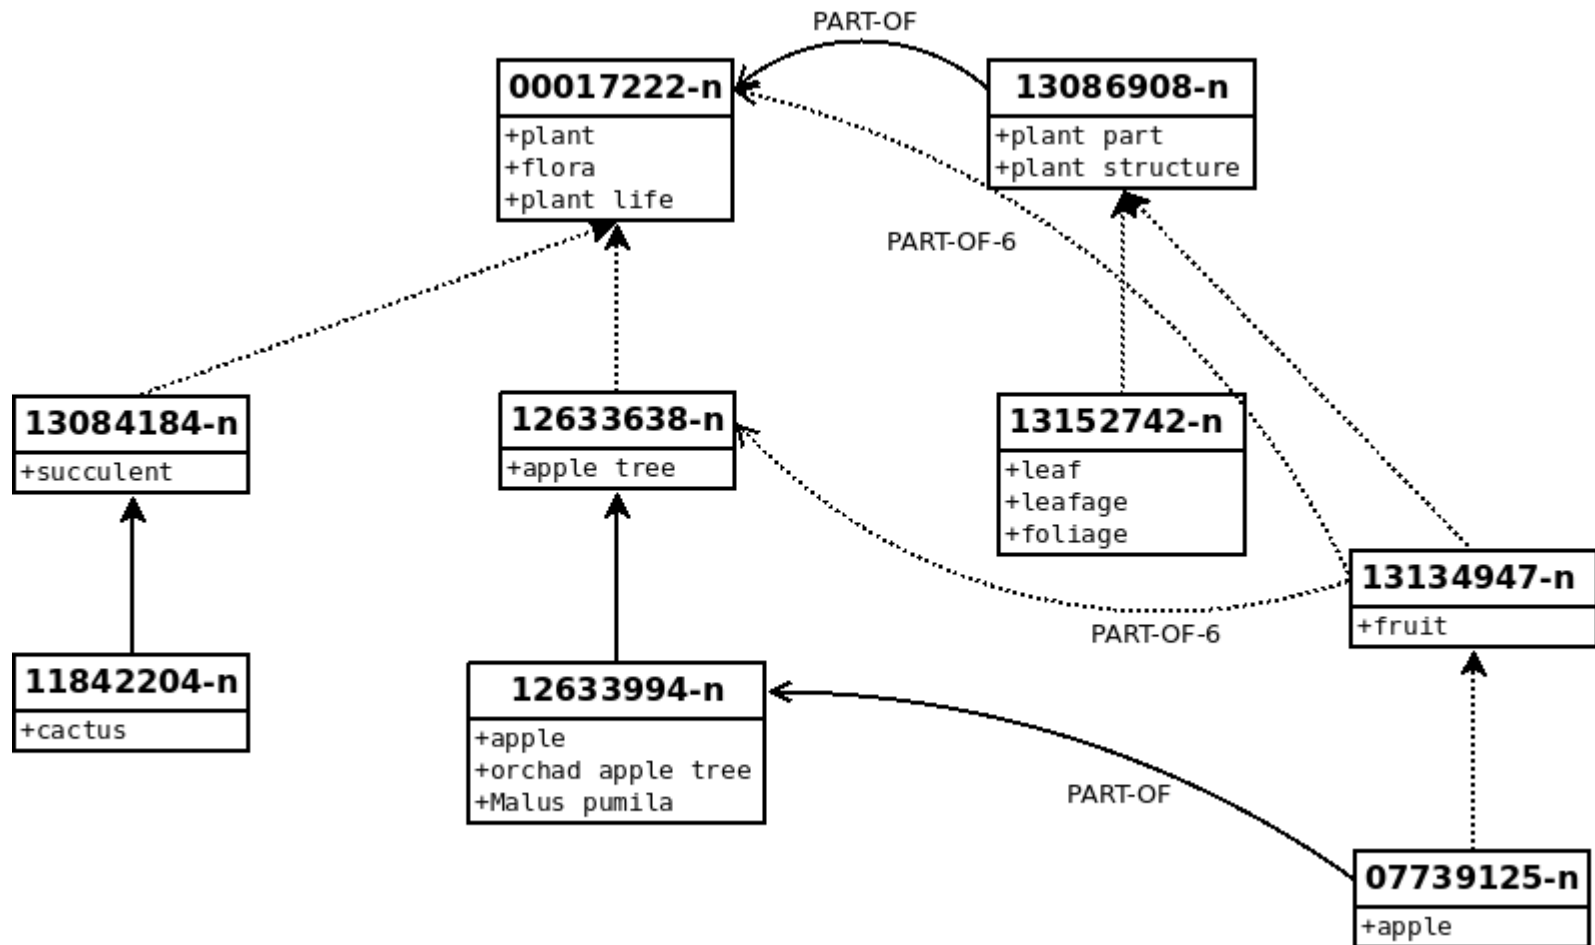 PART-OF
00017222-n
+plant
+flora
+plant life
13086908-n
+plant part
+plant structure
PART-OF-6
13084184-n
+succulent
12633638-n
+apple tree
13152742-n
+leaf
+leafage
+foliage
13134947-n
+fruit
PART-OF-6
11842204-n
+cactus
12633994-n
+apple
+orchad apple tree
+Malus pumila
PART-OF
07739125-n
+apple